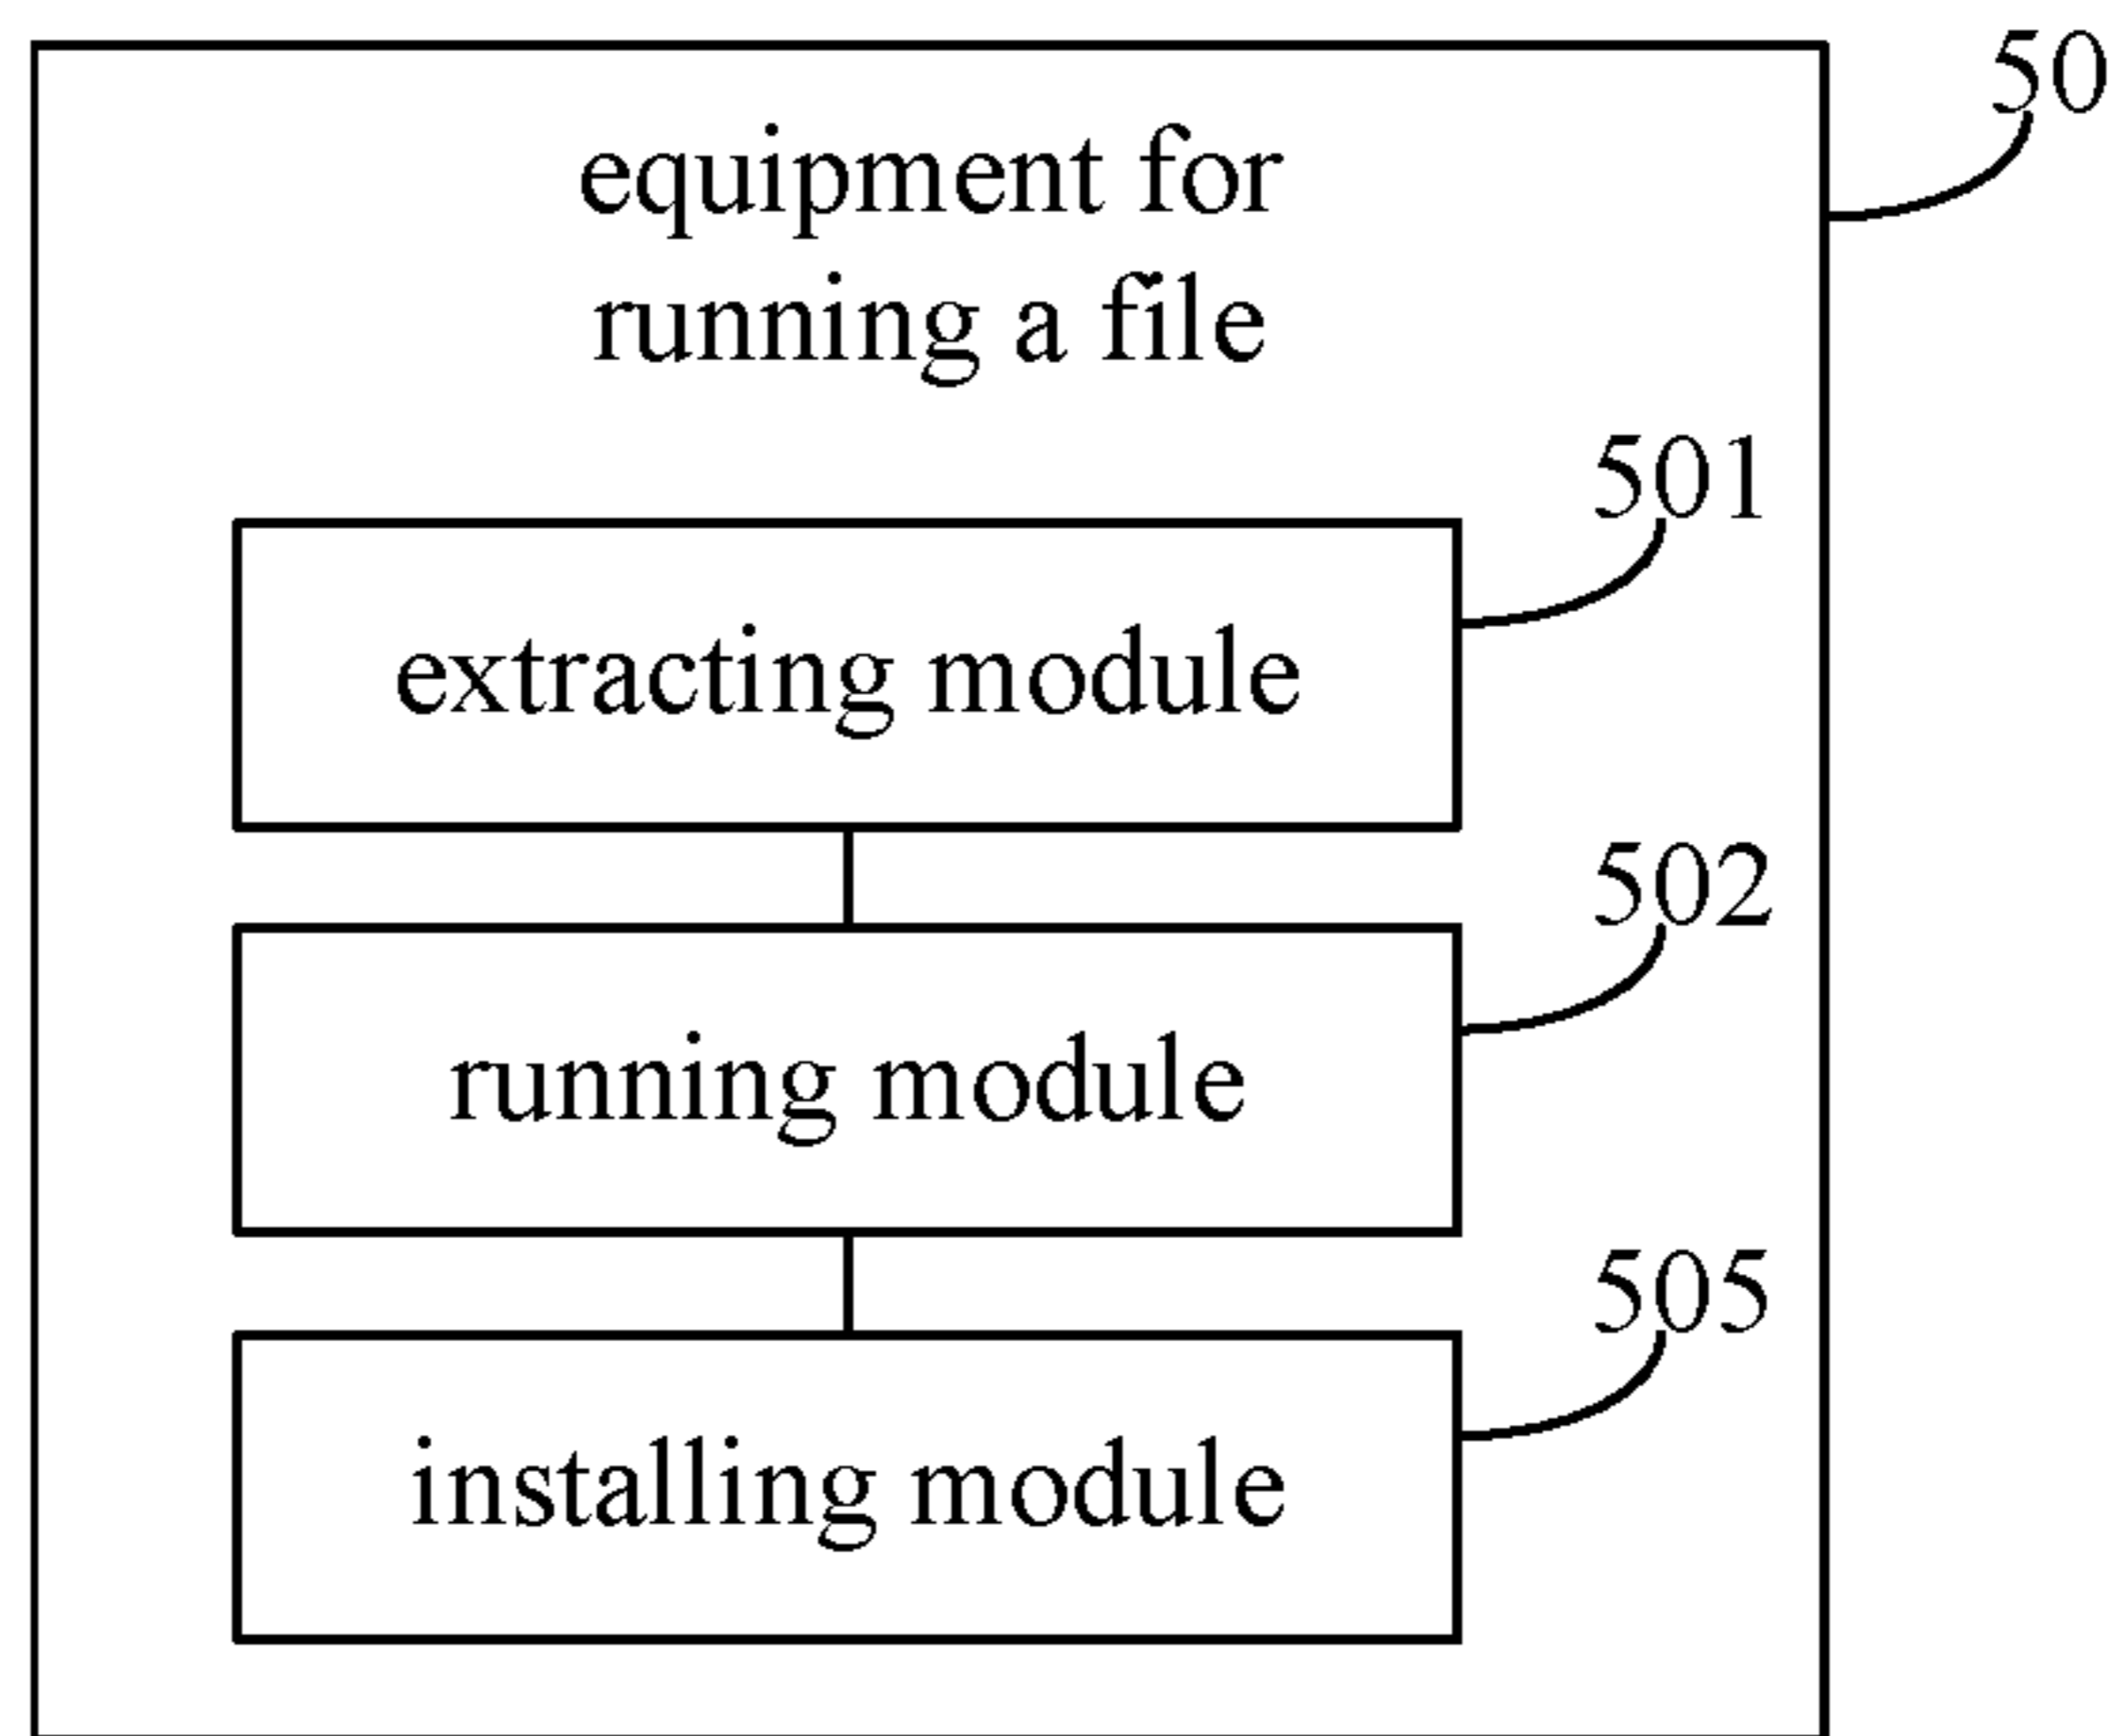 50
equipment for
running a file
501
extracting module
502
running module
505
installing module